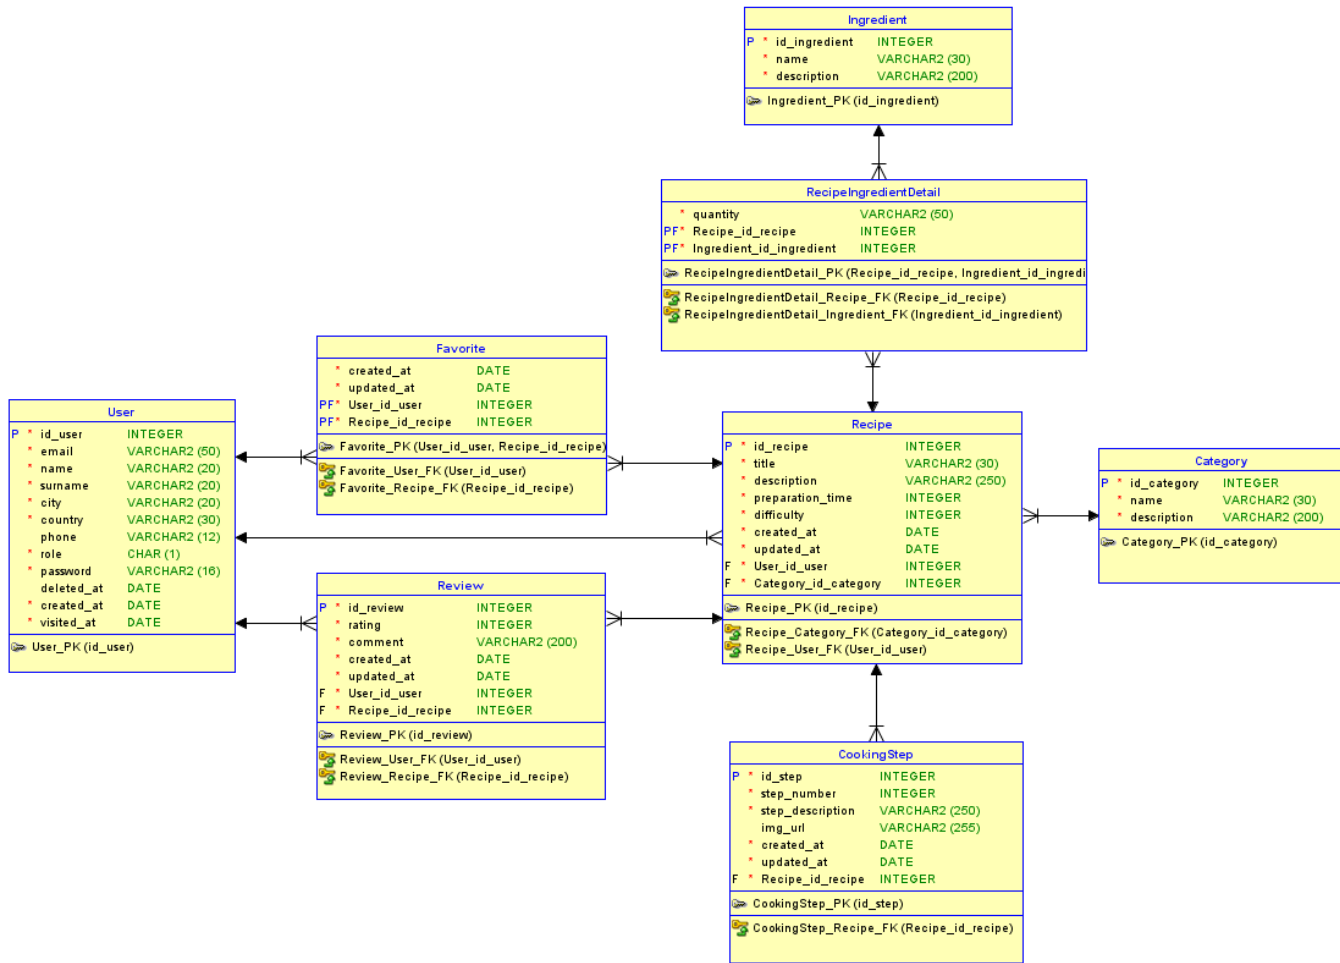 Ingredient
P * id_ingredient INTEGER
* name VARCHAR2 (30)
* description VARCHAR2 (200)
Ingredient_PK (id_ingredient)
RecipeIngredientDetail
* quantity VARCHAR2 (50)
PF* Recipe_id_recipe INTEGER
PF* Ingredient_id_ingredient INTEGER
RecipeIngredientDetail_PK (Recipe_id_recipe, Ingredient_id_ingredi
RecipeIngredientDetail_Recipe_FK (Recipe_id_recipe)
RecipeIngredientDetail_Ingredient_FK (Ingredient_id_ingredient)
Favorite
* created_at DATE
* updated_at DATE
PF* User_id_user INTEGER
PF* Recipe_id_recipe INTEGER
Favorite_PK (User_id_user, Recipe_id_recipe)
Favorite_User_FK (User_id_user)
Favorite_Recipe_FK (Recipe_id_recipe)
User
P * id_user INTEGER
* email VARCHAR2 (50)
* name VARCHAR2 (20)
* surname VARCHAR2 (20)
* city VARCHAR2 (20)
* country VARCHAR2 (30)
phone VARCHAR2 (12)
* role CHAR (1)
* password VARCHAR2 (16)
deleted_at DATE
* created_at DATE
* visited_at DATE
User_PK (id_user)
Recipe
P * id_recipe INTEGER
* title VARCHAR2 (30)
* description VARCHAR2 (250)
* preparation_time INTEGER
* difficulty INTEGER
* created_at DATE
* updated_at DATE
F * User_id_user INTEGER
F * Category_id_category INTEGER
Recipe_PK (id_recipe)
Recipe_Category_FK (Category_id_category)
Recipe_User_FK (User_id_user)
Category
P * id_category INTEGER
* name VARCHAR2 (30)
* description VARCHAR2 (200)
Category_PK (id_category)
Review
P * id_review INTEGER
* rating INTEGER
* comment VARCHAR2 (200)
* created_at DATE
* updated_at DATE
F * User_id_user INTEGER
F * Recipe_id_recipe INTEGER
Review_PK (id_review)
Review_User_FK (User_id_user)
Review_Recipe_FK (Recipe_id_recipe)
CookingStep
P * id_step INTEGER
* step_number INTEGER
* step_description VARCHAR2 (250)
img_url VARCHAR2 (255)
* created_at DATE
* updated_at DATE
F * Recipe_id_recipe INTEGER
CookingStep_PK (id_step)
CookingStep_Recipe_FK (Recipe_id_recipe)